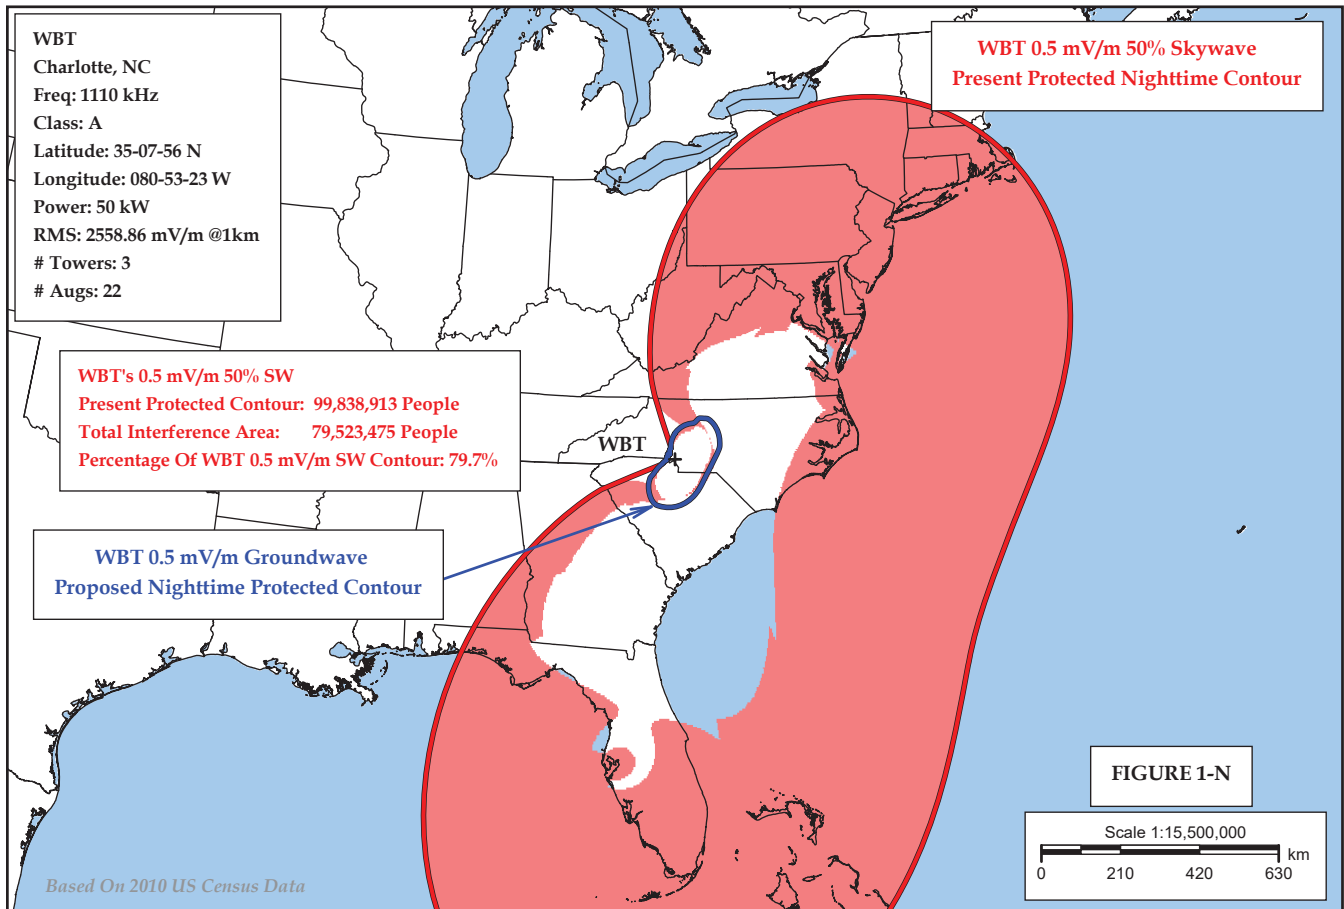 WBT
Charlotte, NC
Freq: 1110 kHz
Class: A
Latitude: 35-07-56 N
Longitude: 080-53-23 W
Power: 50 kW
RMS: 2558.86 mV/m @1km
# Towers: 3
# Augs: 22
WBT 0.5 mV/m 50% Skywave
Present Protected Nighttime Contour
WBT's 0.5 mV/m 50% SW
Present Protected Contour: 99,838,913 People
Total Interference Area: 79,523,475 People
Percentage Of WBT 0.5 mV/m SW Contour: 79.7%
WBT
WBT 0.5 mV/m Groundwave
Proposed Nighttime Protected Contour
FIGURE 1-N
Scale 1:15,500,000
km
0 210 420 630
Based On 2010 US Census Data